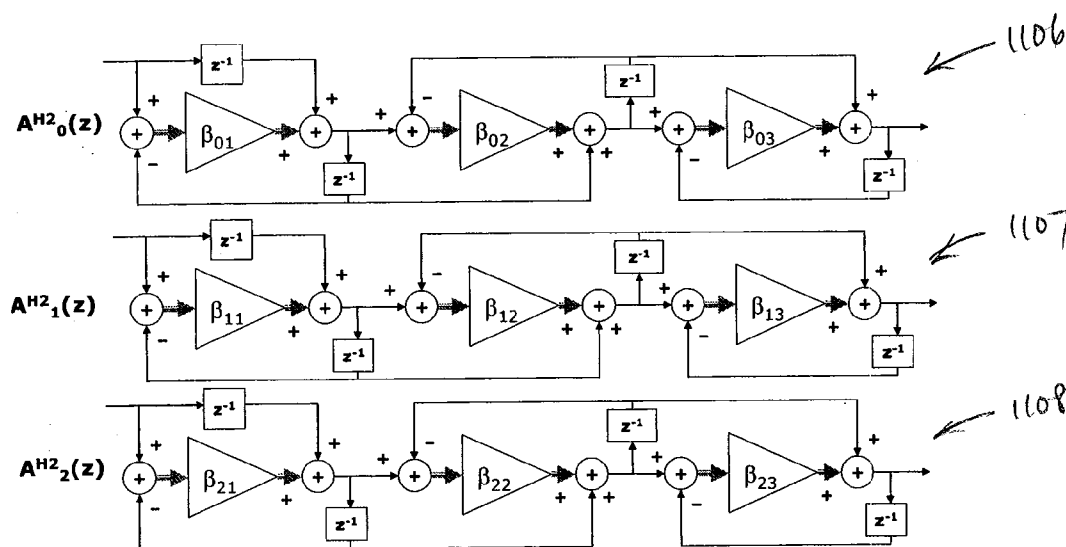 1106
z⁻¹
+ + − z⁻¹ +
A^H2_0(z) + β01 + + + β02 + + + β03 +
− + z⁻¹ + + − + z⁻¹
1107
z⁻¹
+ + − z⁻¹ +
A^H2_1(z) + β11 + + + β12 + + + β13 +
− + z⁻¹ + + − + z⁻¹
1108
z⁻¹
+ + − z⁻¹ +
A^H2_2(z) + β21 + + + β22 + + + β23 +
− + z⁻¹ + + − + z⁻¹